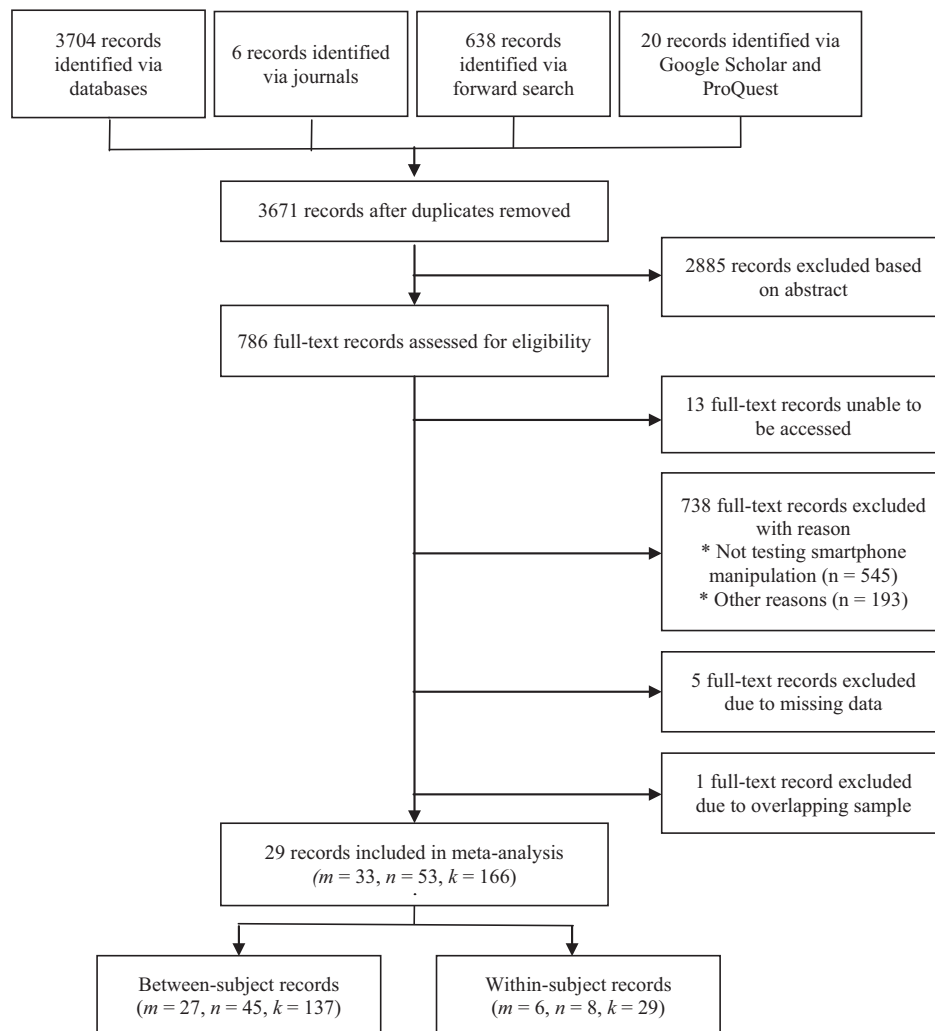 3704 records
identified via
databases
6 records identified
via journals
638 records
identified via
forward search
20 records identified via
Google Scholar and
ProQuest
3671 records after duplicates removed
2885 records excluded based
on abstract
786 full-text records assessed for eligibility
13 full-text records unable to
be accessed
738 full-text records excluded
with reason
* Not testing smartphone
manipulation (n = 545)
* Other reasons (n = 193)
5 full-text records excluded
due to missing data
1 full-text record excluded
due to overlapping sample
29 records included in meta-analysis
(m = 33, n = 53, k = 166)
.
Between-subject records
(m = 27, n = 45, k = 137)
Within-subject records
(m = 6, n = 8, k = 29)